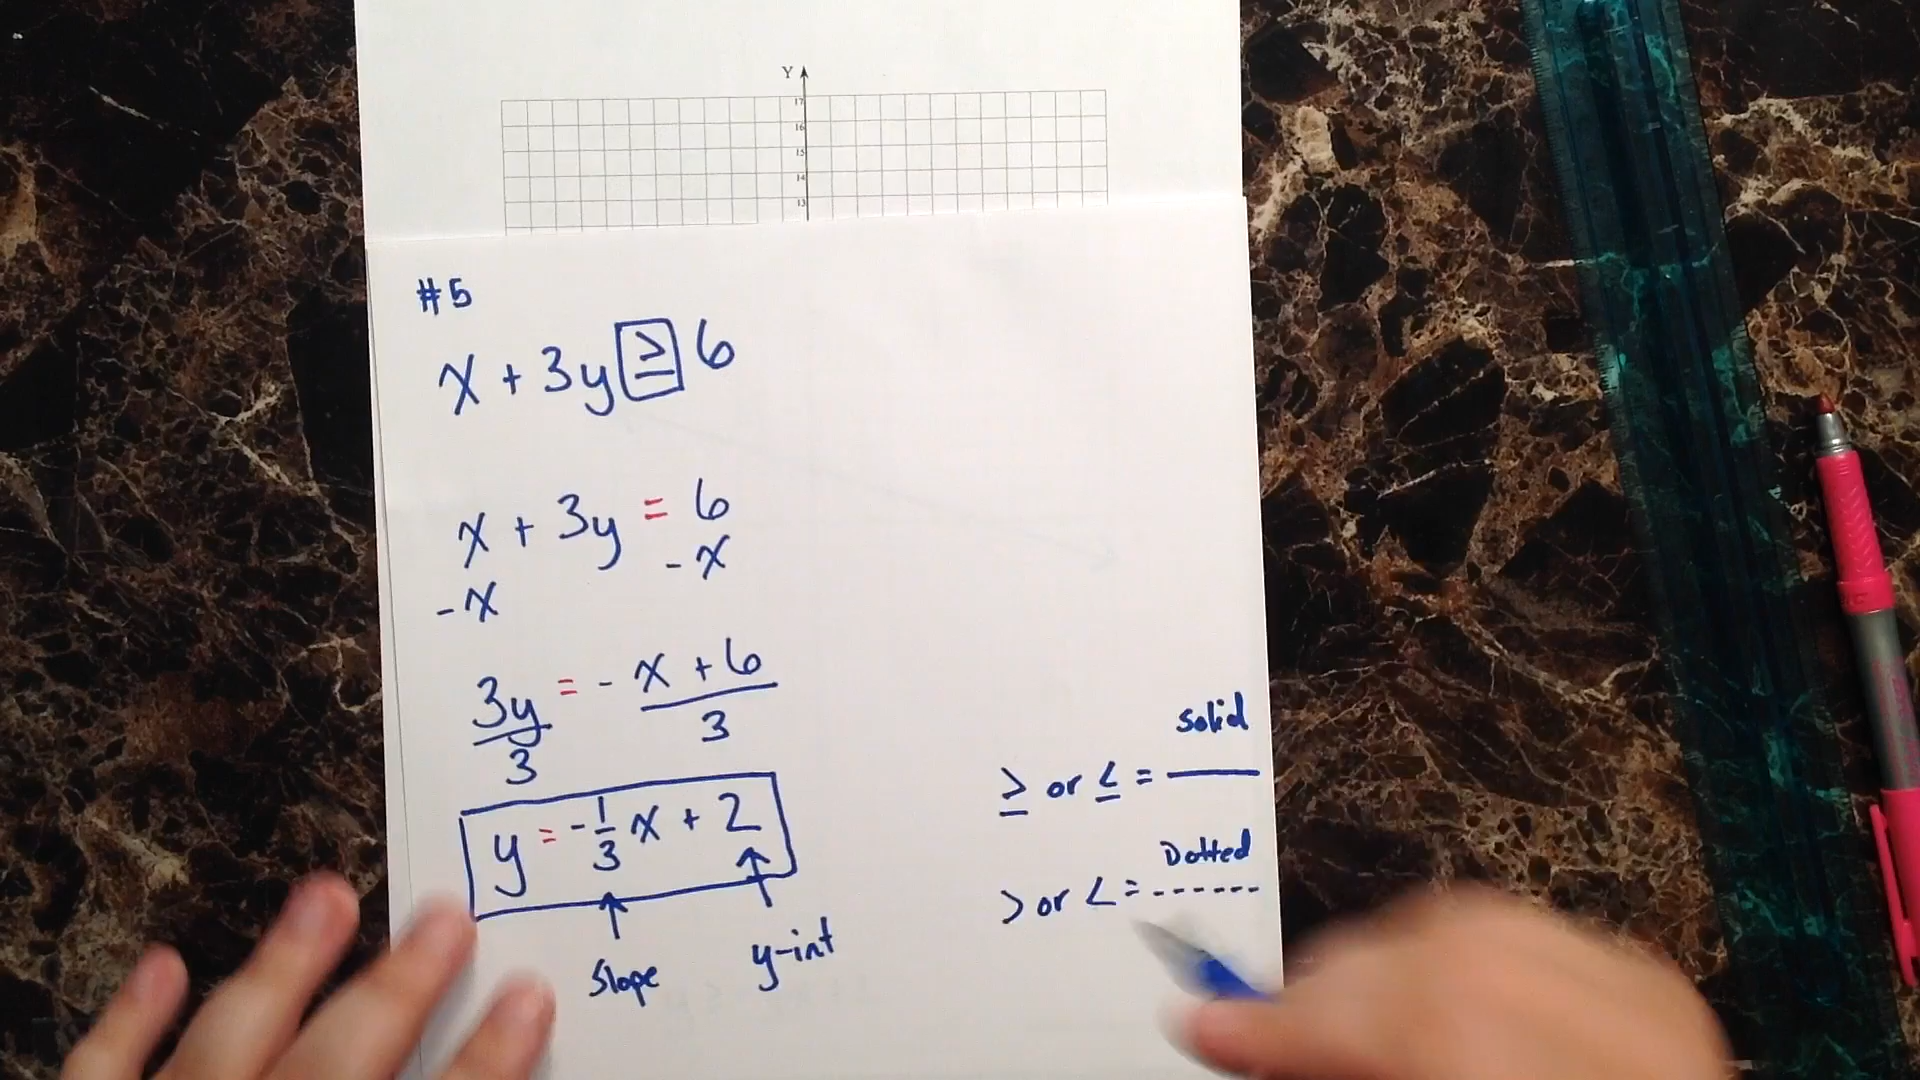 Y
17
16
15
14
13
#5
x + 3y ≥ 6
x + 3y = 6
-x -x
3y = -x + 6
3 3
y = -1/3 x + 2
slope y-int
solid
≥ or ≤ = —
Dotted
> or < = ------